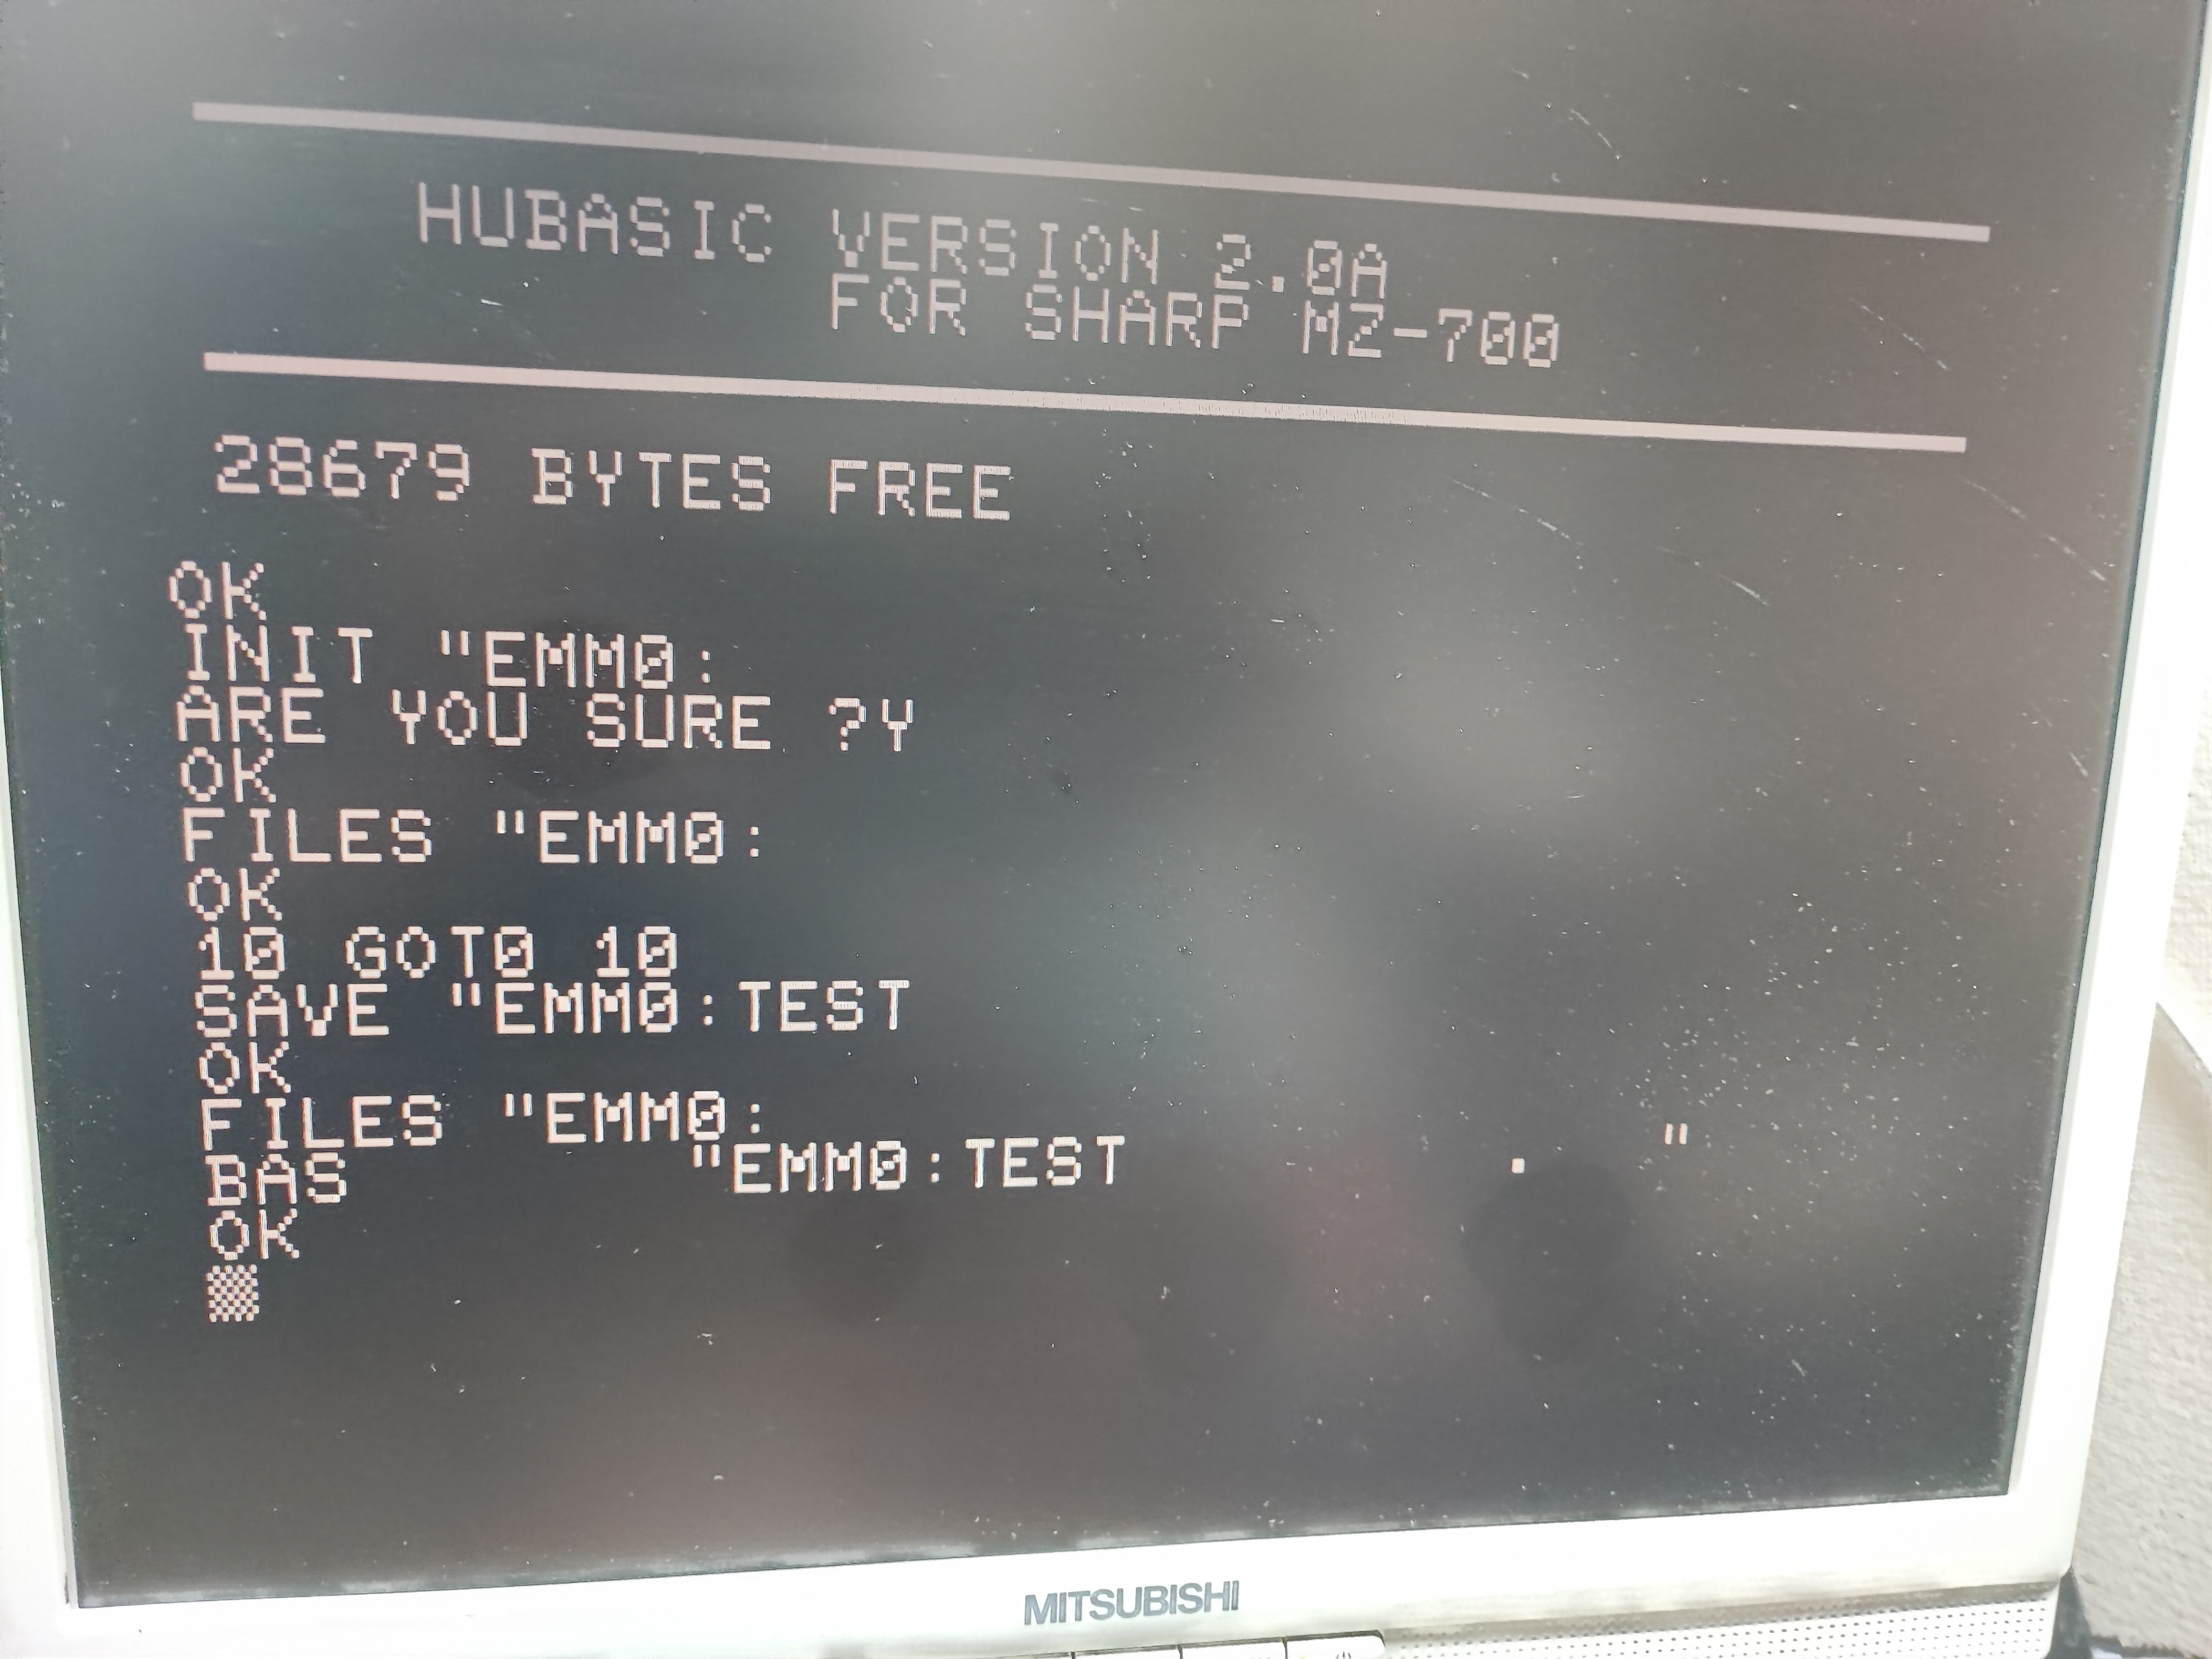 HUBASIC VERSION 2.0A
FOR SHARP MZ-700
28679 BYTES FREE
OK
INIT "EMM0:
ARE YOU SURE ?Y
OK
FILES "EMM0:
OK
10 GOT0 10
SAVE "EMM0:TEST
OK
FILES "EMM0:
BAS "EMM0:TEST . "
OK
MITSUBISHI